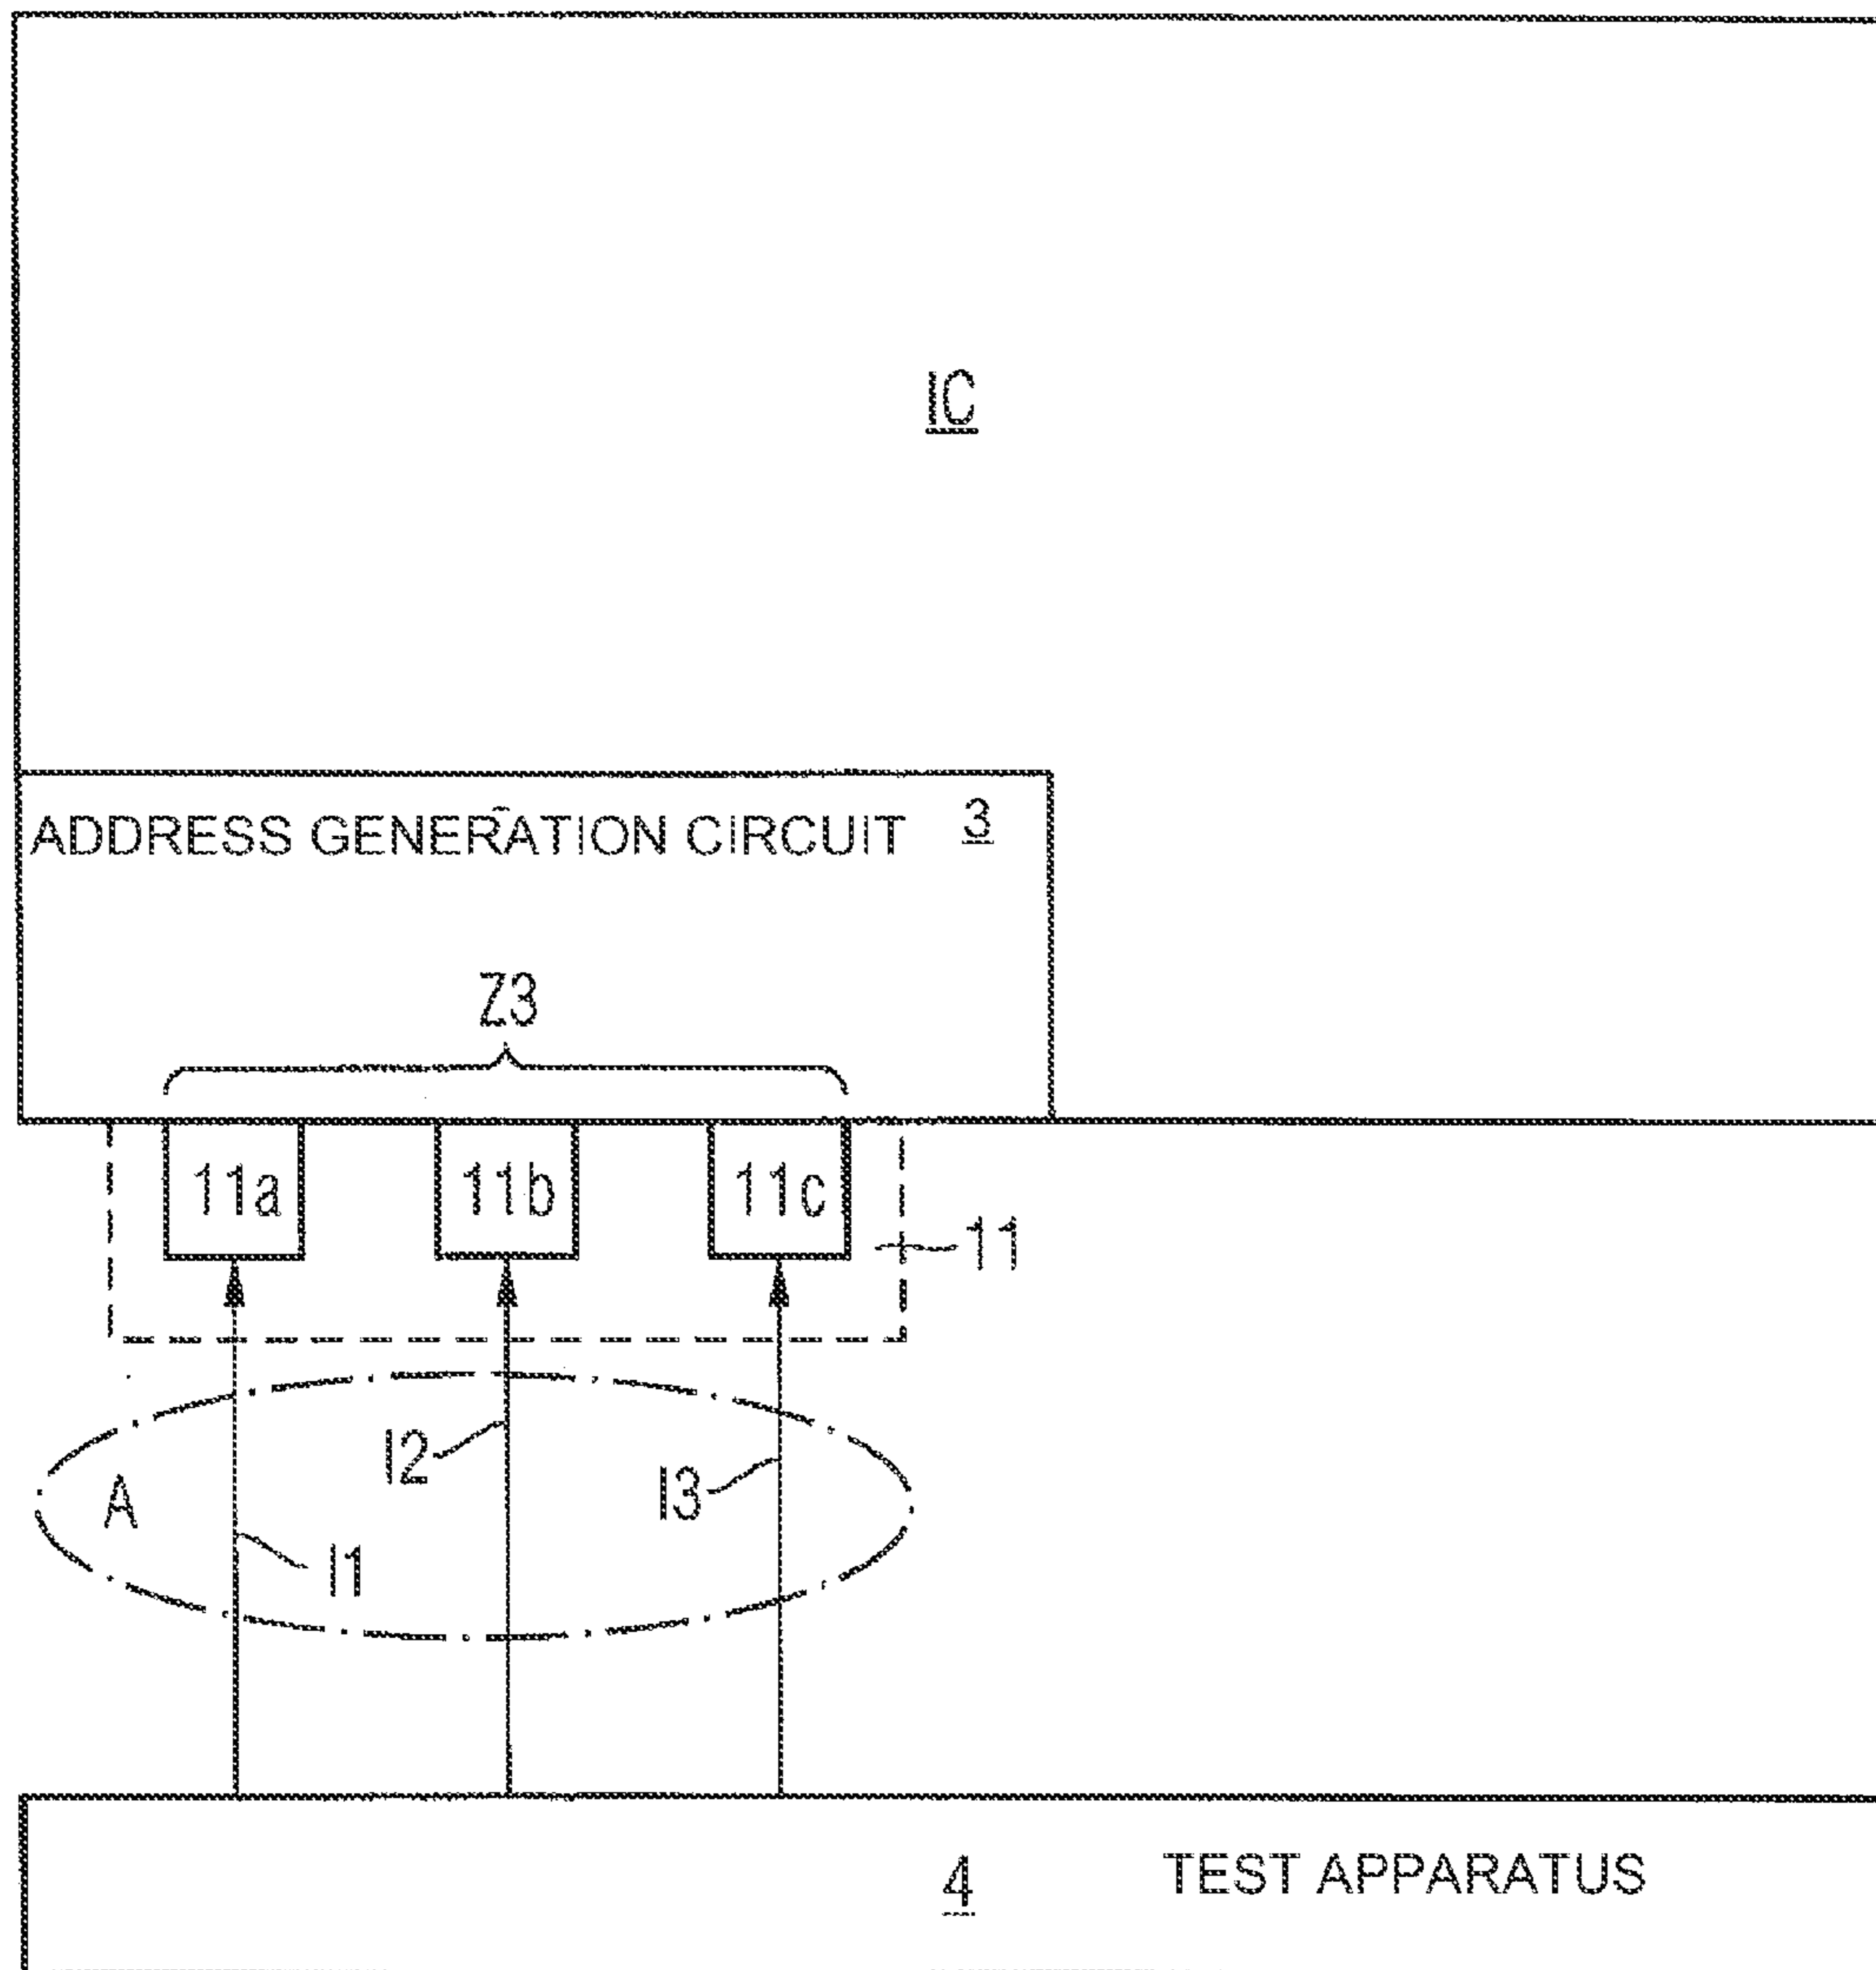 IC
ADDRESS GENERATION CIRCUIT 3
Z3
11a 11b 11c
11
I2
I3
A
I1
4 TEST APPARATUS